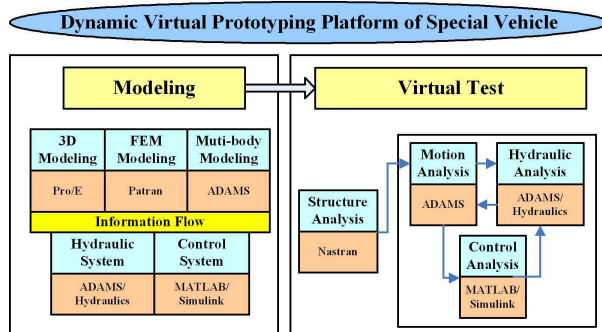 Dynamic Virtual Prototyping Platform of Special Vehicle
Modeling
Virtual Test
3D
Modeling
FEM
Modeling
Muti-body
Modeling
Pro/E
Patran
ADAMS
Information Flow
Hydraulic
System
Control
System
ADAMS/
Hydraulics
MATLAB/
Simulink
Structure
Analysis
Nastran
Motion
Analysis
Hydraulic
Analysis
ADAMS
ADAMS/
Hydraulics
Control
Analysis
MATLAB/
Simulink